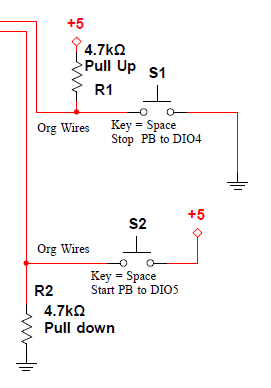 +5
4.7kΩ
Pull Up
S1
R1
Org Wires
Key = Space
Stop PB to DIO4
+5
S2
Org Wires
Key = Space
Start PB to DIO5
R2
4.7kΩ
Pull down